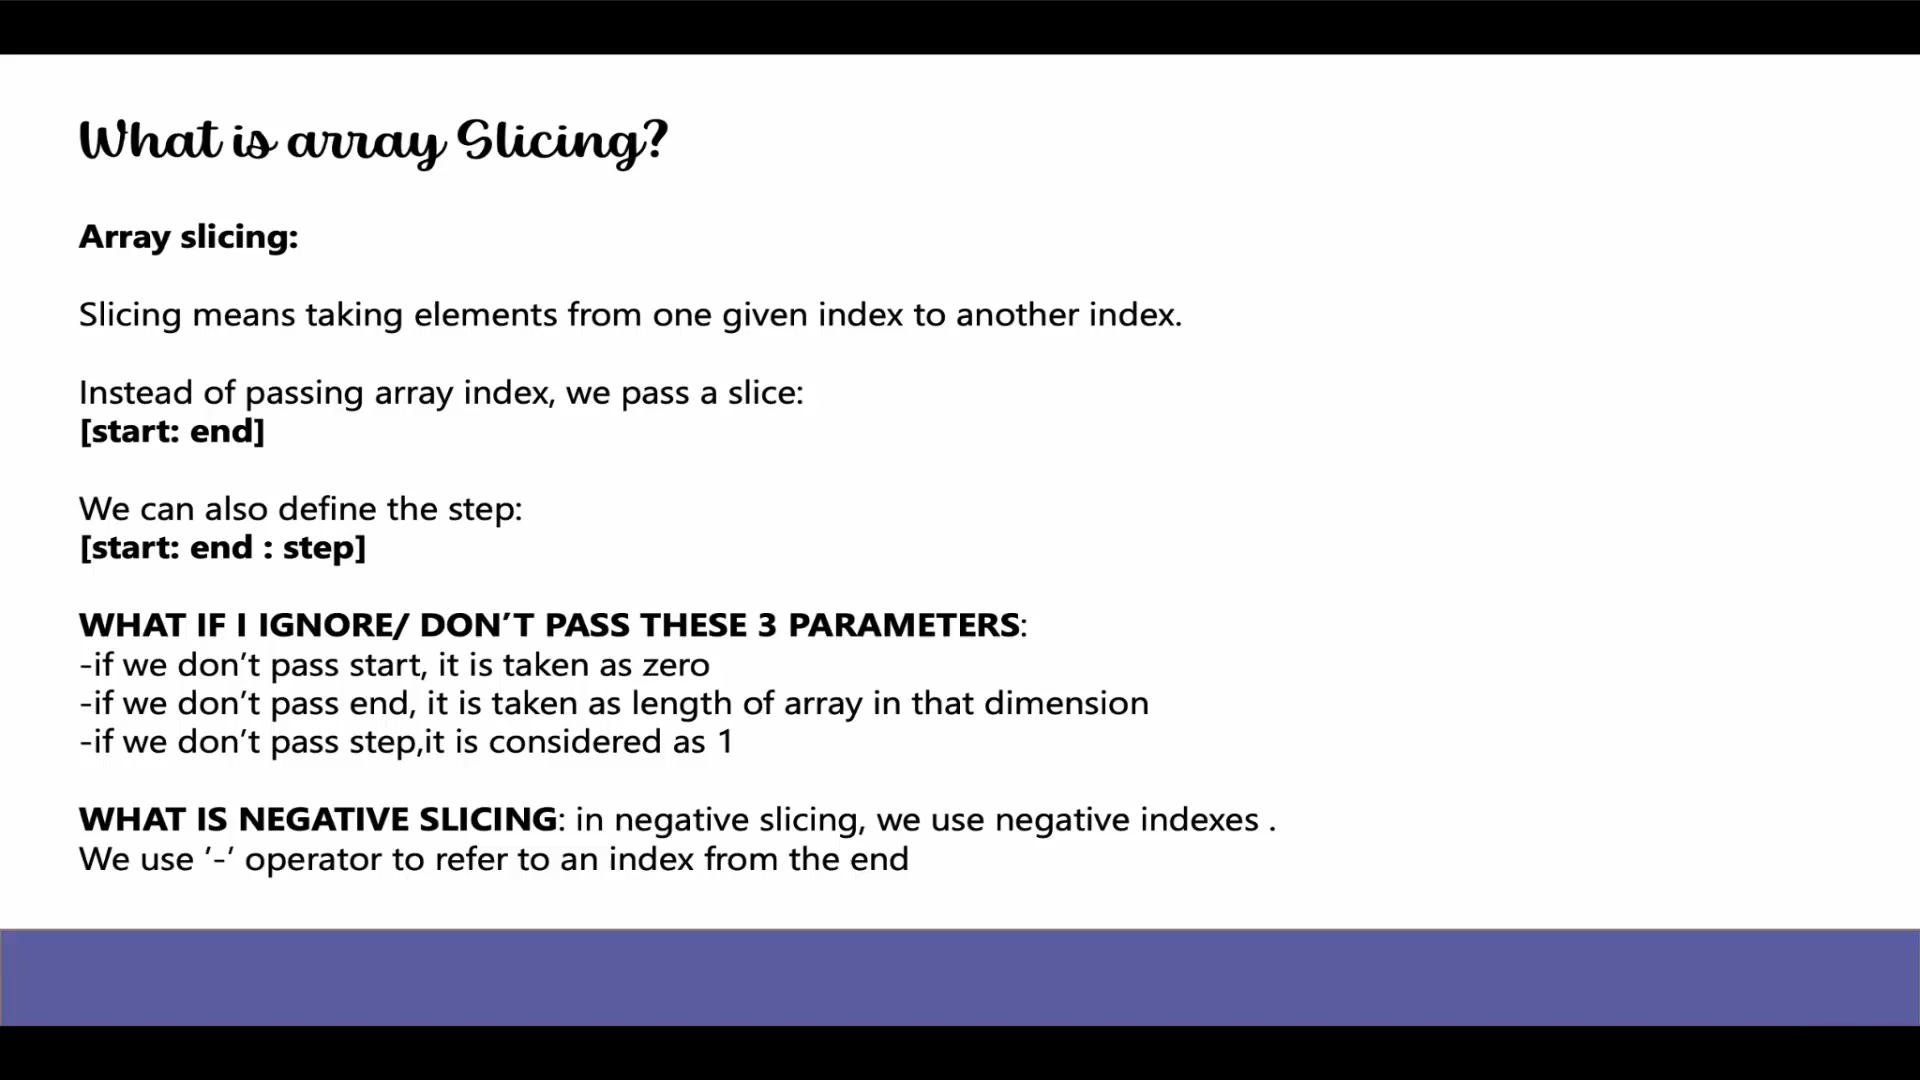 What is array Slicing?
Array slicing:
Slicing means taking elements from one given index to another index.
Instead of passing array index, we pass a slice:
[start: end]
We can also define the step:
[start: end : step]
WHAT IF I IGNORE/ DON’T PASS THESE 3 PARAMETERS:
-if we don’t pass start, it is taken as zero
-if we don’t pass end, it is taken as length of array in that dimension
-if we don’t pass step,it is considered as 1
WHAT IS NEGATIVE SLICING: in negative slicing, we use negative indexes .
We use ‘-’ operator to refer to an index from the end